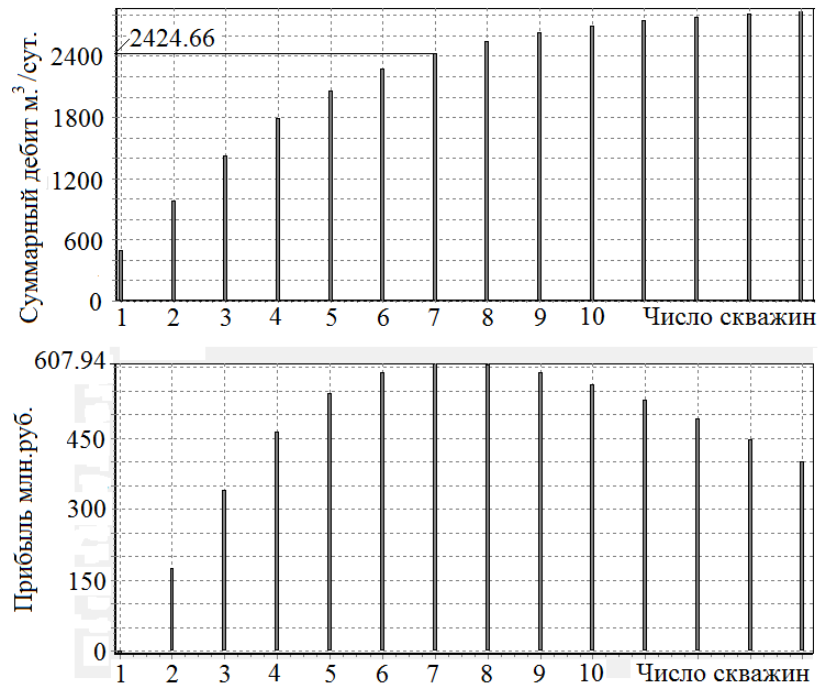 Суммарный дебит м.³/сут.
2424.66
2400
1800
1200
600
0
1 2 3 4 5 6 7 8 9 10 Число скважин
Прибыль млн.руб.
607.94
450
300
150
0
1 2 3 4 5 6 7 8 9 10 Число скважин